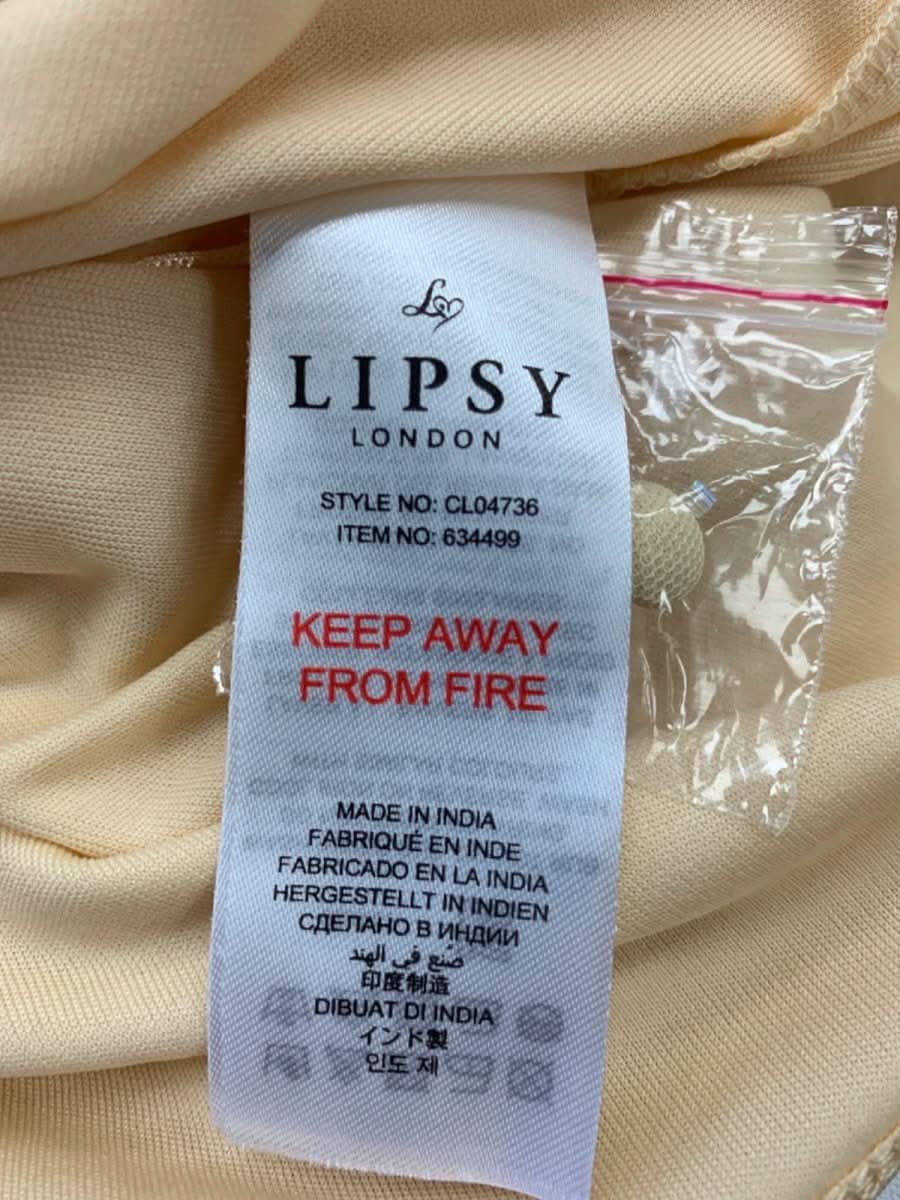 LIPSY
LONDON
STYLE NO: CL04736
ITEM NO: 634499
KEEP AWAY
FROM FIRE
MADE IN INDIA
FABRIQUÉ EN INDE
FABRICADO EN LA INDIA
HERGESTELLT IN INDIEN
СДЕЛАНО В ИНДИИ
صنع في الهند
印度制造
DIBUAT DI INDIA
インド製
인도 제